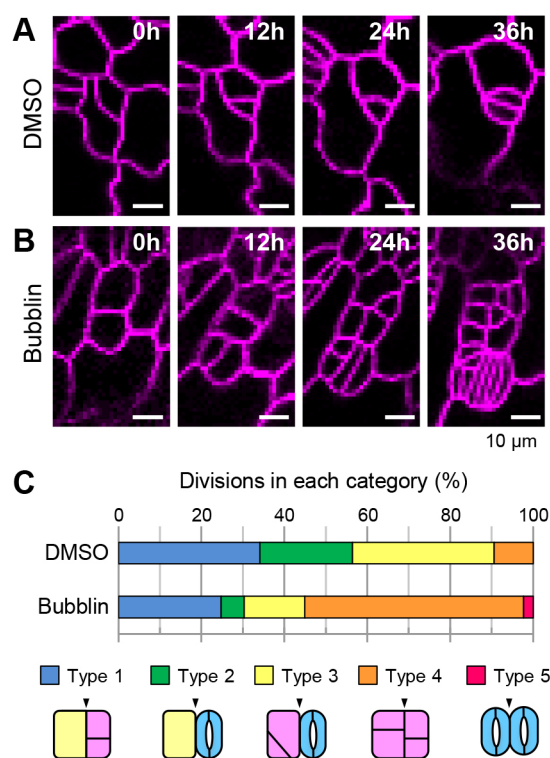 A
DMSO
0h 12h 24h 36h
B
Bubblin
0h 12h 24h 36h
10 µm
C
Divisions in each category (%)
0 20 40 60 80 100
DMSO
Bubblin
Type 1 Type 2 Type 3 Type 4 Type 5